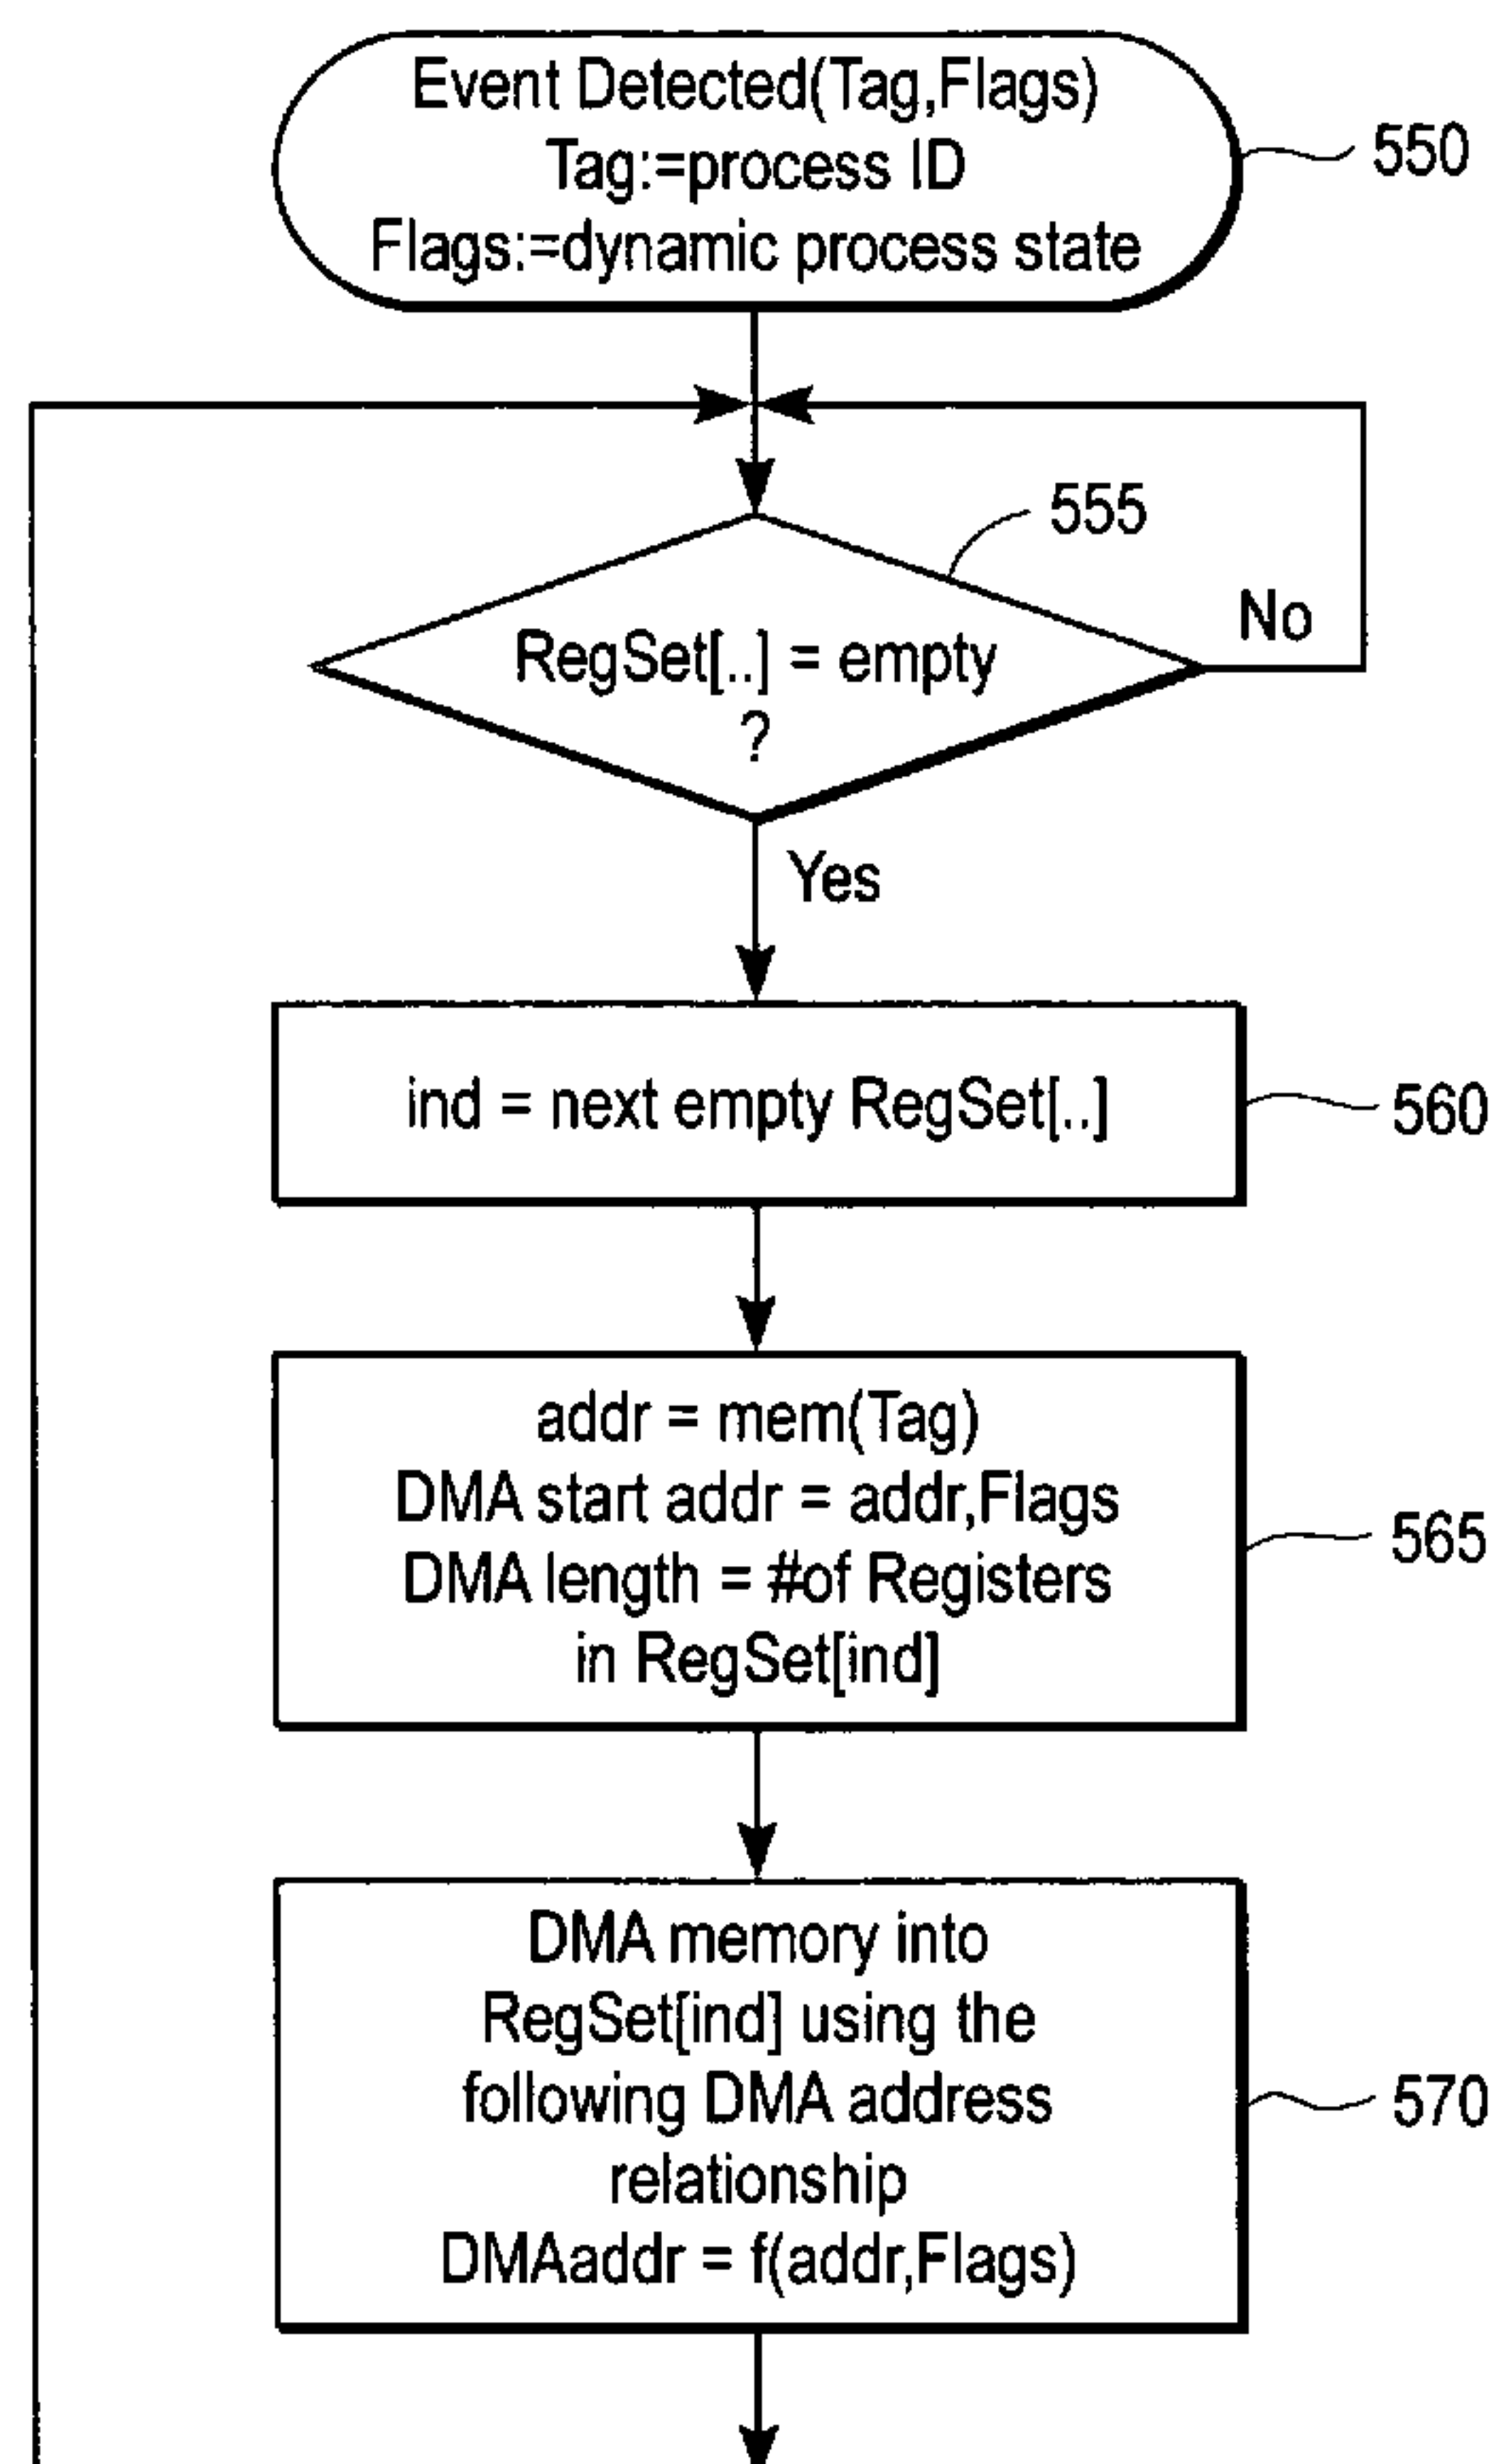 Event Detected(Tag,Flags)
Tag:=process ID
Flags:=dynamic process state
550
555
RegSet[..] = empty
?
No
Yes
ind = next empty RegSet[..]
560
addr = mem(Tag)
DMA start addr = addr,Flags
DMA length = #of Registers
in RegSet[ind]
565
DMA memory into
RegSet[ind] using the
following DMA address
relationship
DMAaddr = f(addr,Flags)
570